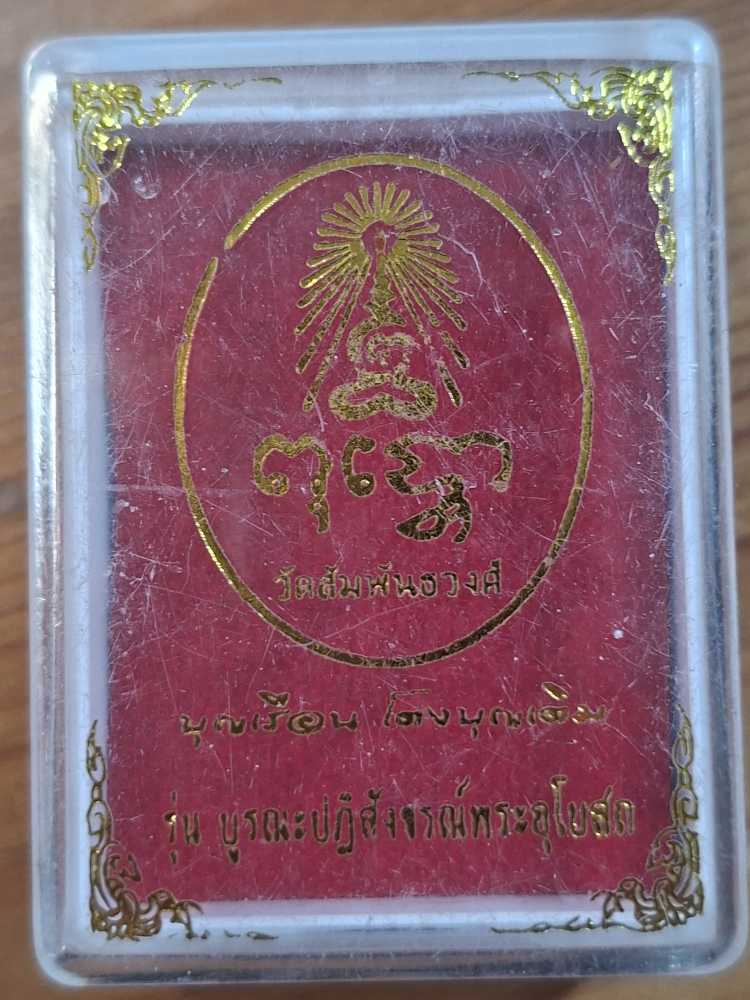 วัดสัมพันธวงศ์
บุญเรือน โตงบุญเติม
รุ่น บูรณะปฏิสังขรณ์พระอุโบสถ